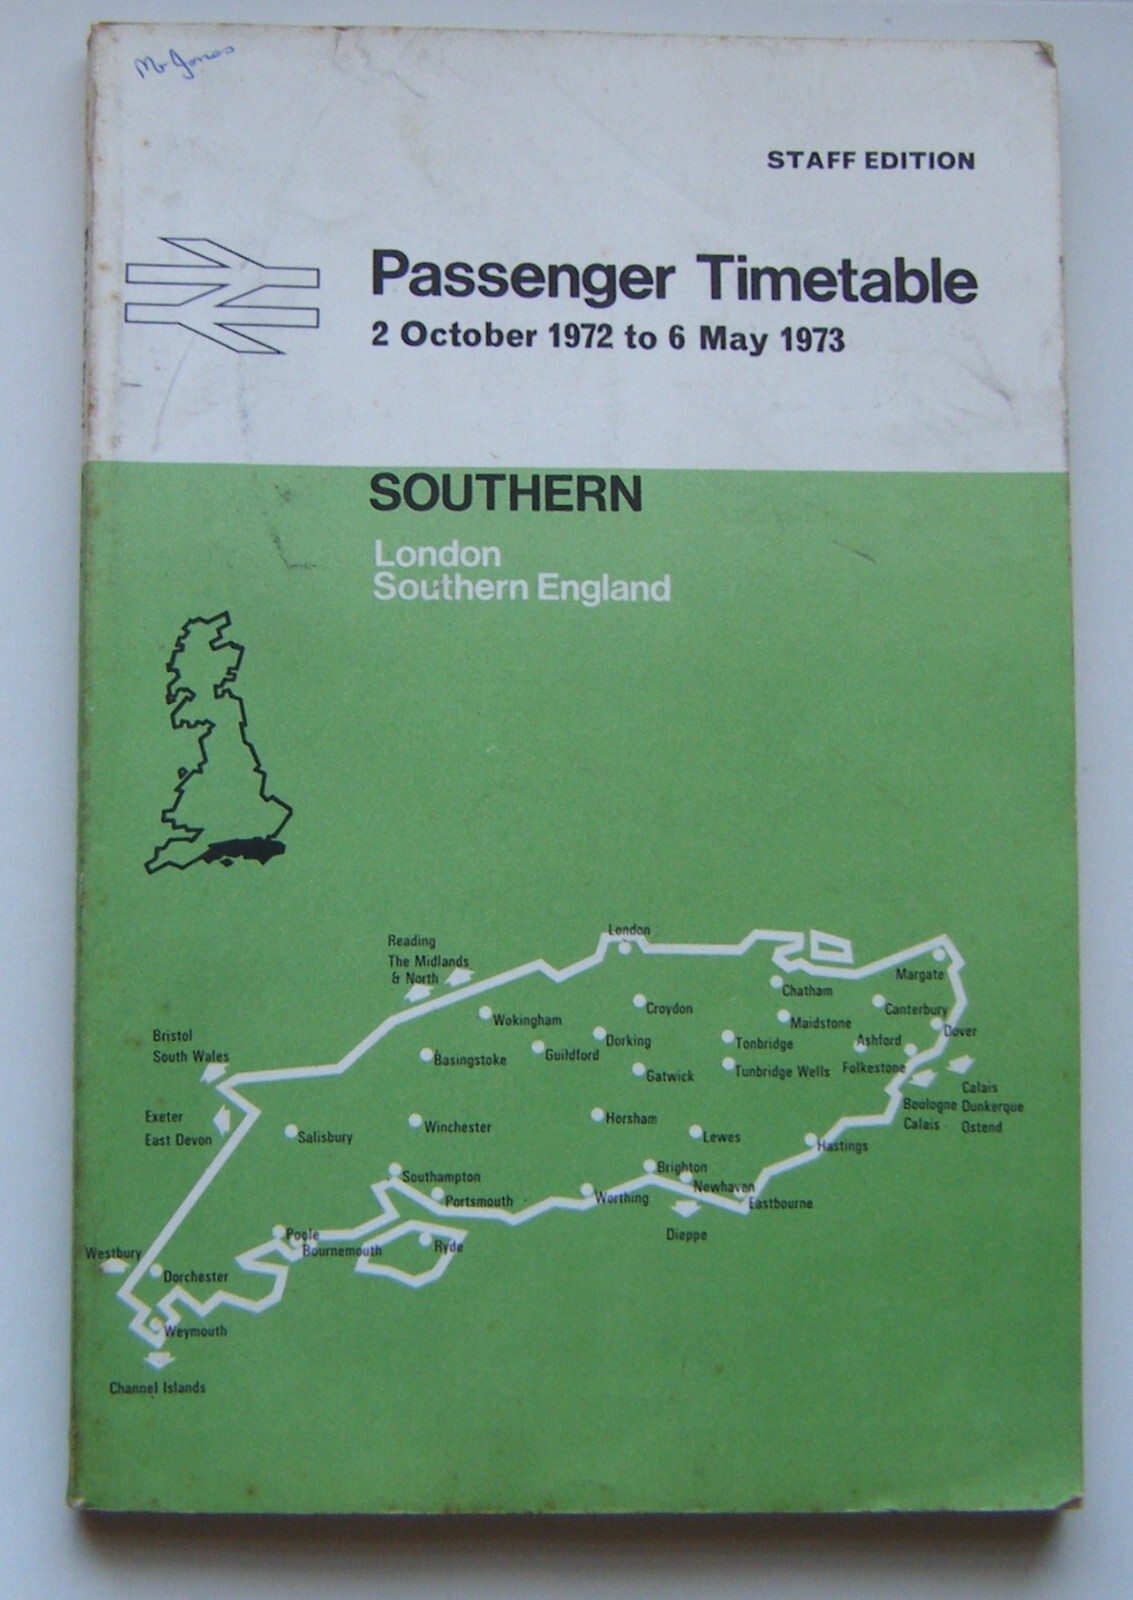 Mr Jones
STAFF EDITION
Passenger Timetable
2 October 1972 to 6 May 1973
SOUTHERN
London
Southern England
London
Reading
The Midlands
& North
Margate
Chatham
Canterbury
Croydon
Wokingham
Maidstone
Dover
Bristol
South Wales
Dorking
Tonbridge
Ashford
Basingstoke
Guildford
Gatwick
Tunbridge Wells
Folkestone
Calais
Dunkerque
Ostend
Boulogne
Calais
Exeter
East Devon
Salisbury
Winchester
Horsham
Lewes
Hastings
Southampton
Brighton
Newhaven
Portsmouth
Worthing
Eastbourne
Dieppe
Poole
Bournemouth
Ryde
Westbury
Dorchester
Weymouth
Channel Islands